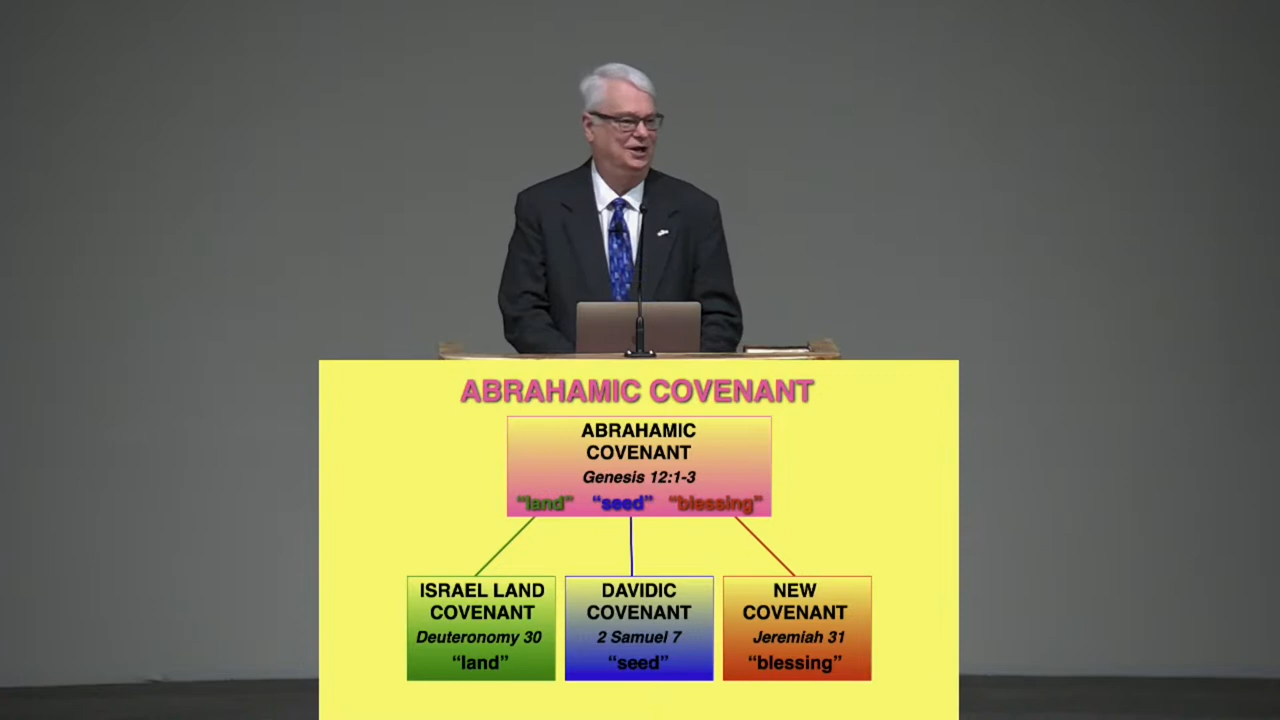 ABRAHAMIC COVENANT
ABRAHAMIC
COVENANT
Genesis 12:1-3
"land" "seed" "blessing"
ISRAEL LAND
COVENANT
Deuteronomy 30
"land"
DAVIDIC
COVENANT
2 Samuel 7
"seed"
NEW
COVENANT
Jeremiah 31
"blessing"